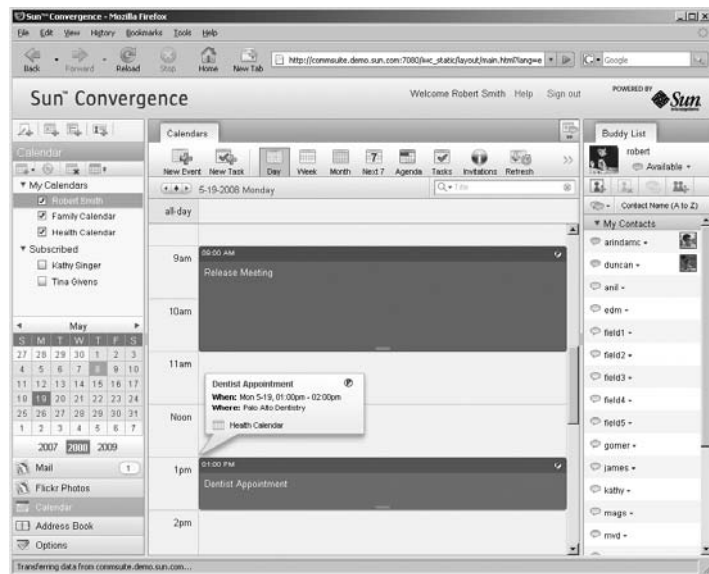 Sun™ Convergence - Mozilla Firefox
File Edit View History Bookmarks Tools Help
Back Forward Reload Stop Home New Tab http://commsuite.demo.sun.com:7080/iwc_static/layout/main.html?lang=e Google
Sun™ Convergence Welcome Robert Smith Help Sign out POWERED BY Sun
Calendars
Buddy List
robert
Available
Calendar
New Event New Task Day Week Month Next 7 Agenda Tasks Invitations Refresh
My Calendars
Robert Smith
Family Calendar
Health Calendar
Subscribed
Kathy Singer
Tina Givens
5-19-2008 Monday Title
all-day
9am
09:00 AM
Release Meeting
10am
11am
Dentist Appointment
When: Mon 5-19, 01:00pm - 02:00pm
Where: Palo Alto Dentistry
Health Calendar
Noon
1pm
01:00 PM
Dentist Appointment
2pm
May
S M T W T F S
27 28 29 30 1 2 3
4 5 6 7 8 9 10
11 12 13 14 15 16 17
18 19 20 21 22 23 24
25 26 27 28 29 30 31
1 2 3 4 5 6 7
2007 2008 2009
Mail 1
Flickr Photos
Calendar
Address Book
Options
Contact Name (A to Z)
My Contacts
arindamc
duncan
anil
edm
field1
field2
field3
field4
field5
gomer
james
kathy
mags
mvd
Transferring data from commsuite.demo.sun.com...